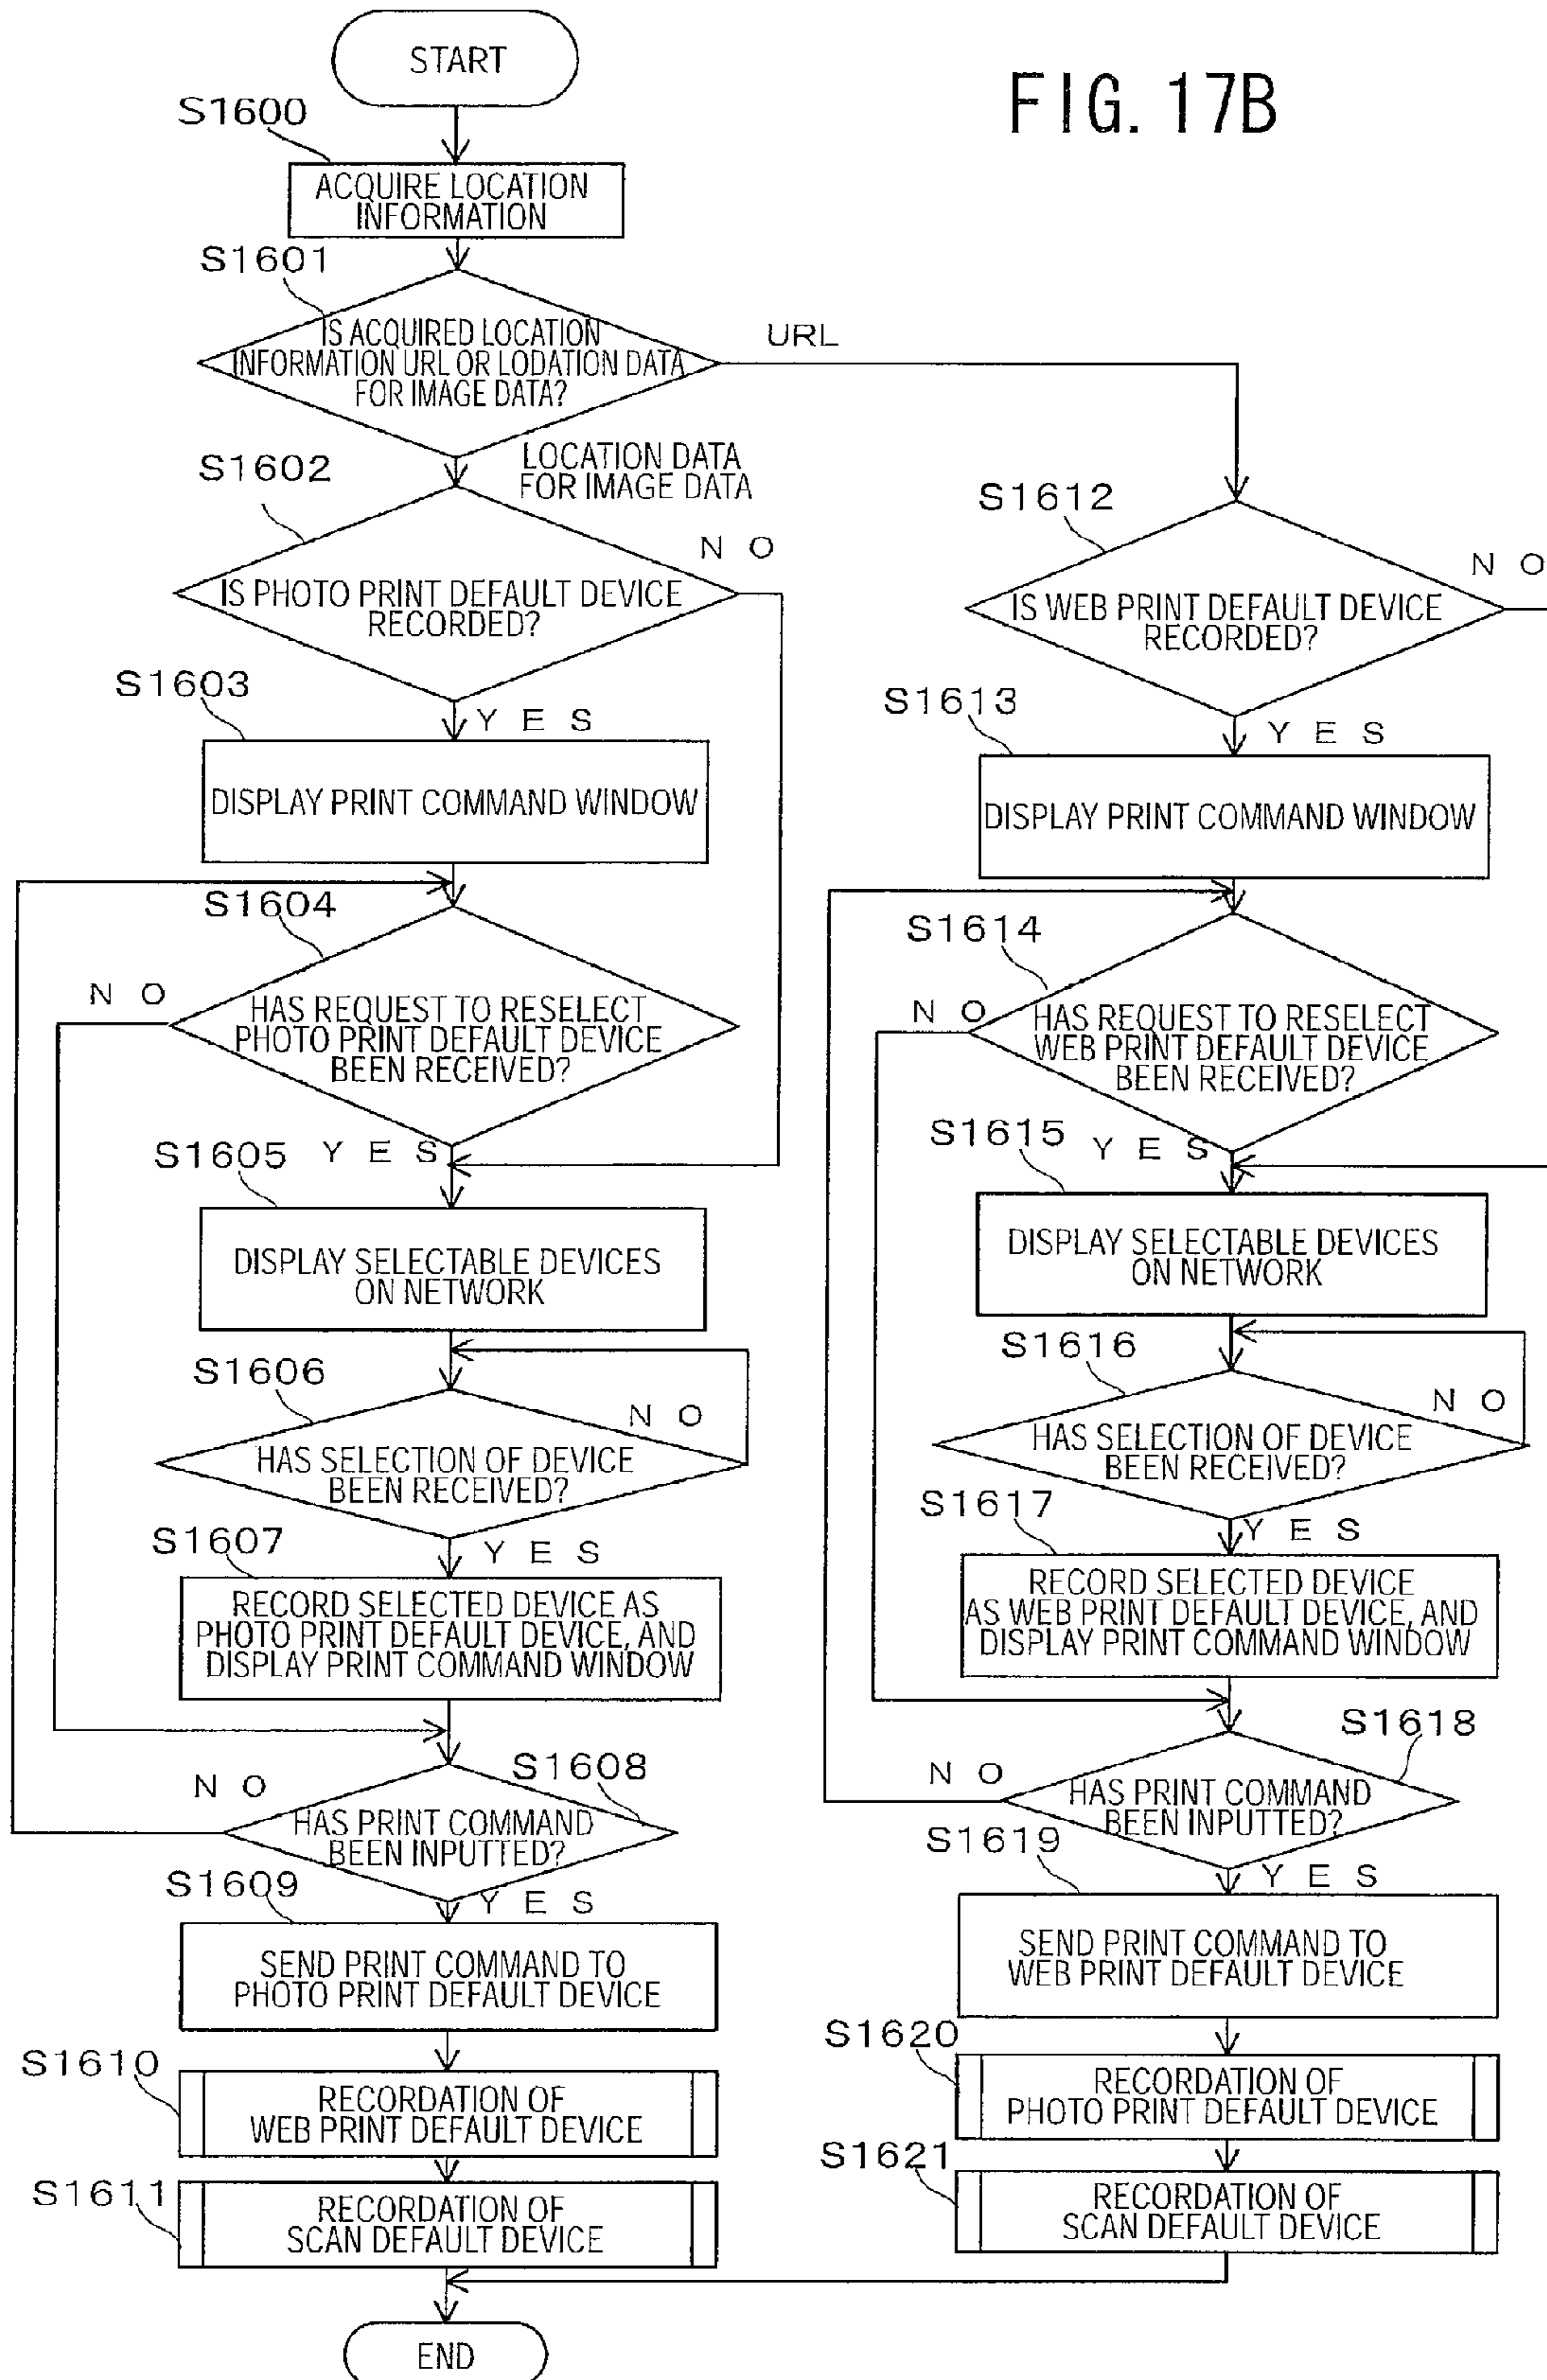 START
FIG. 17B
S1600
ACQUIRE LOCATION
INFORMATION
S1601
IS ACQUIRED LOCATION
INFORMATION URL OR LODATION DATA
FOR IMAGE DATA?
URL
LOCATION DATA
FOR IMAGE DATA
S1602
IS PHOTO PRINT DEFAULT DEVICE
RECORDED?
NO
YES
S1603
DISPLAY PRINT COMMAND WINDOW
S1604
HAS REQUEST TO RESELECT
PHOTO PRINT DEFAULT DEVICE
BEEN RECEIVED?
NO
YES
S1605
DISPLAY SELECTABLE DEVICES
ON NETWORK
S1606
HAS SELECTION OF DEVICE
BEEN RECEIVED?
NO
YES
S1607
RECORD SELECTED DEVICE AS
PHOTO PRINT DEFAULT DEVICE, AND
DISPLAY PRINT COMMAND WINDOW
S1608
HAS PRINT COMMAND
BEEN INPUTTED?
NO
YES
S1609
SEND PRINT COMMAND TO
PHOTO PRINT DEFAULT DEVICE
S1610
RECORDATION OF
WEB PRINT DEFAULT DEVICE
S1611
RECORDATION OF
SCAN DEFAULT DEVICE
S1612
IS WEB PRINT DEFAULT DEVICE
RECORDED?
NO
YES
S1613
DISPLAY PRINT COMMAND WINDOW
S1614
HAS REQUEST TO RESELECT
WEB PRINT DEFAULT DEVICE
BEEN RECEIVED?
NO
YES
S1615
DISPLAY SELECTABLE DEVICES
ON NETWORK
S1616
HAS SELECTION OF DEVICE
BEEN RECEIVED?
NO
YES
S1617
RECORD SELECTED DEVICE
AS WEB PRINT DEFAULT DEVICE, AND
DISPLAY PRINT COMMAND WINDOW
S1618
HAS PRINT COMMAND
BEEN INPUTTED?
NO
YES
S1619
SEND PRINT COMMAND TO
WEB PRINT DEFAULT DEVICE
S1620
RECORDATION OF
PHOTO PRINT DEFAULT DEVICE
S1621
RECORDATION OF
SCAN DEFAULT DEVICE
END